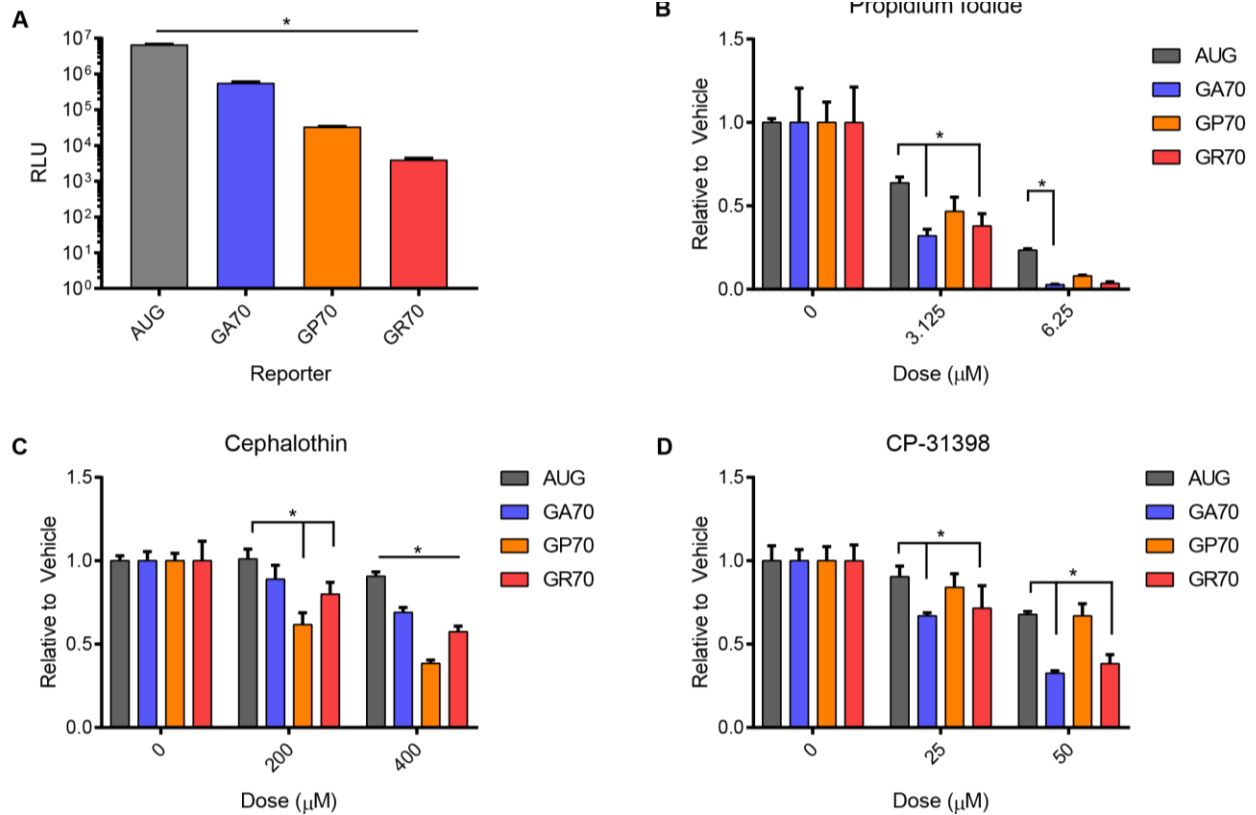 A
*
10⁷
10⁶
10⁵
10⁴
10³
10²
10¹
10⁰
RLU
AUG
GA70
GP70
GR70
Reporter
B
Propidium Iodide
1.5
1.0
0.5
0.0
Relative to Vehicle
*
*
0
3.125
6.25
Dose (μM)
AUG
GA70
GP70
GR70
C
Cephalothin
1.5
1.0
0.5
0.0
Relative to Vehicle
*
*
0
200
400
Dose (μM)
AUG
GA70
GP70
GR70
D
CP-31398
1.5
1.0
0.5
0.0
Relative to Vehicle
*
*
0
25
50
Dose (μM)
AUG
GA70
GP70
GR70